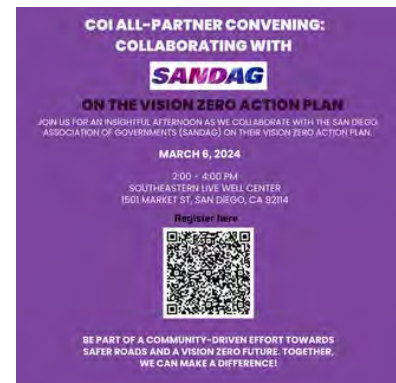 COI ALL-PARTNER CONVENING:
COLLABORATING WITH
SANDAG
ON THE VISION ZERO ACTION PLAN
JOIN US FOR AN INSIGHTFUL AFTERNOON AS WE COLLABORATE WITH THE SAN DIEGO
ASSOCIATION OF GOVERNMENTS (SANDAG) ON THEIR VISION ZERO ACTION PLAN.
MARCH 6, 2024
2:00 - 4:00 PM
SOUTHEASTERN LIVE WELL CENTER
1501 MARKET ST, SAN DIEGO, CA 92114
Register here
BE PART OF A COMMUNITY-DRIVEN EFFORT TOWARDS
SAFER ROADS AND A VISION ZERO FUTURE. TOGETHER,
WE CAN MAKE A DIFFERENCE!